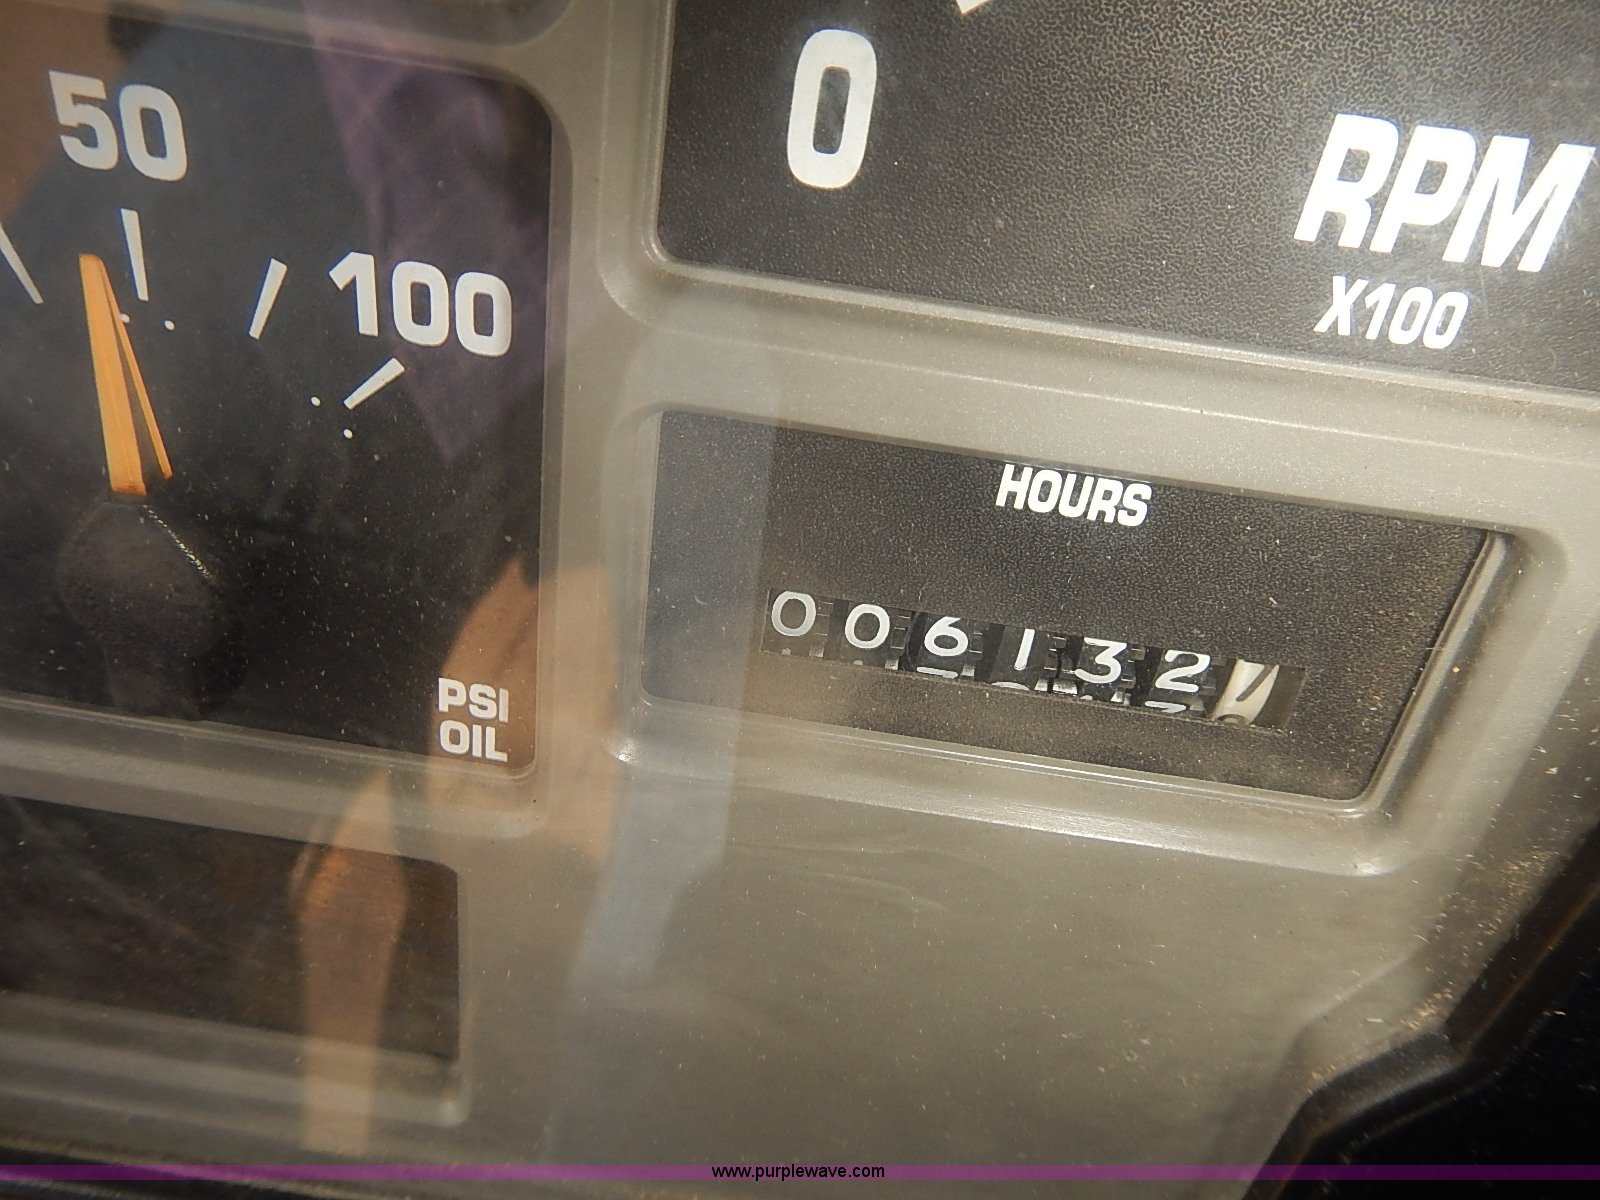 0
50
RPM
X100
100
HOURS
006132
PSI
OIL
www.purplewave.com